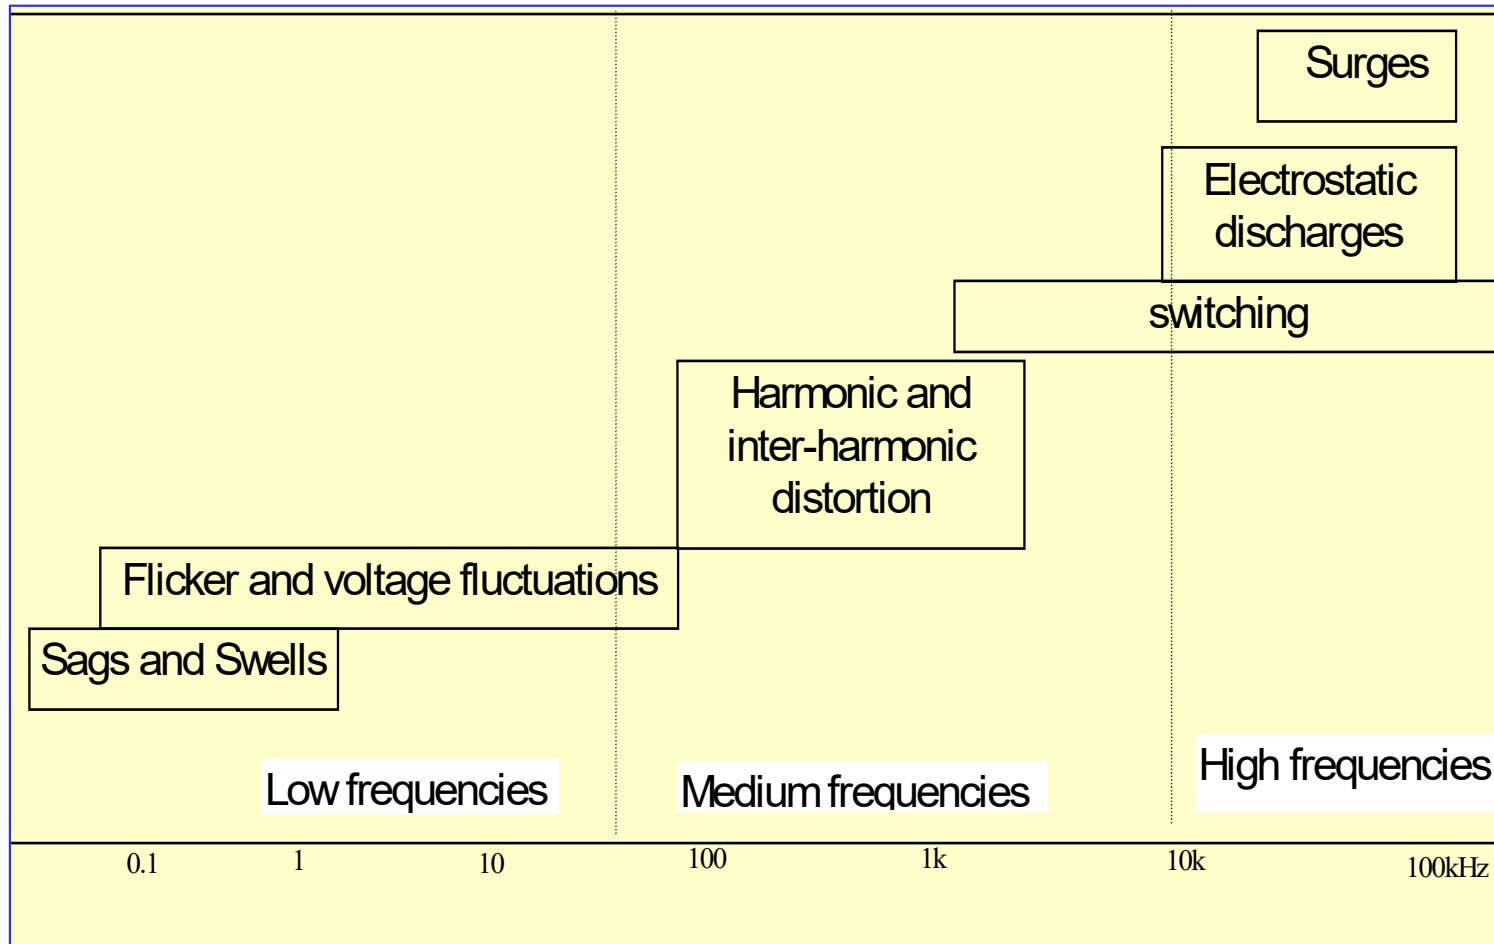 Surges
Electrostatic
discharges
switching
Harmonic and
inter-harmonic
distortion
Flicker and voltage fluctuations
Sags and Swells
Low frequencies
Medium frequencies
High frequencies
0.1
1
10
100
1k
10k
100kHz